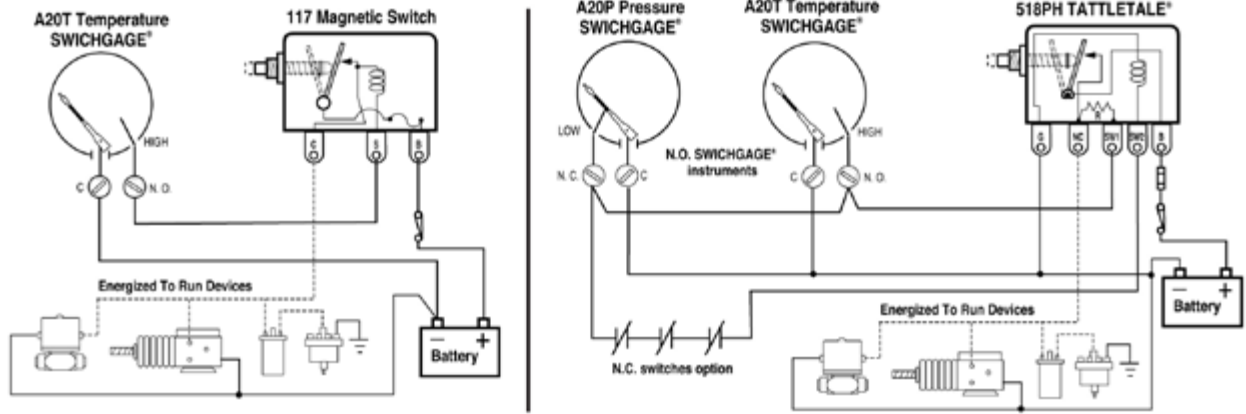 A20T Temperature
SWICHGAGE®
117 Magnetic Switch
HIGH
C
N. O.
G
S
B
Energized To Run Devices
− +
Battery
A20P Pressure
SWICHGAGE®
A20T Temperature
SWICHGAGE®
518PH TATTLETALE®
LOW
HIGH
N.O. SWICHGAGE®
instruments
N. C.
C
C
N. O.
R
G
NC
SW1
SW2
B
Energized To Run Devices
N.C. switches option
− +
Battery